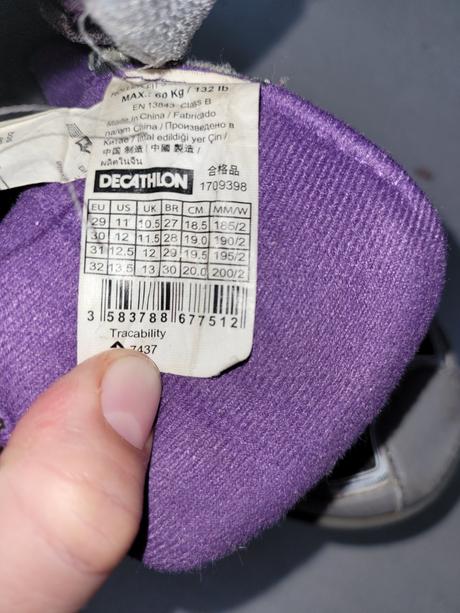 MAX.: 60 Kg / 132 lb
EN 13843 Class B
Made in China / Fabricado
na/em China / Произведено в
Китае / İmal edildiği yer Çin /
中国 制造 / 中國 製造 /
ผลิตในจีน
DECATHLON 合格品
1709398
EU US UK BR CM MM/W
29 11 10.5 27 18.5 185/2
30 12 11.5 28 19.0 190/2
31 12.5 12 29 19.5 195/2
32 13.5 13 30 20.0 200/2
3 583788 677512
Tracability
7437